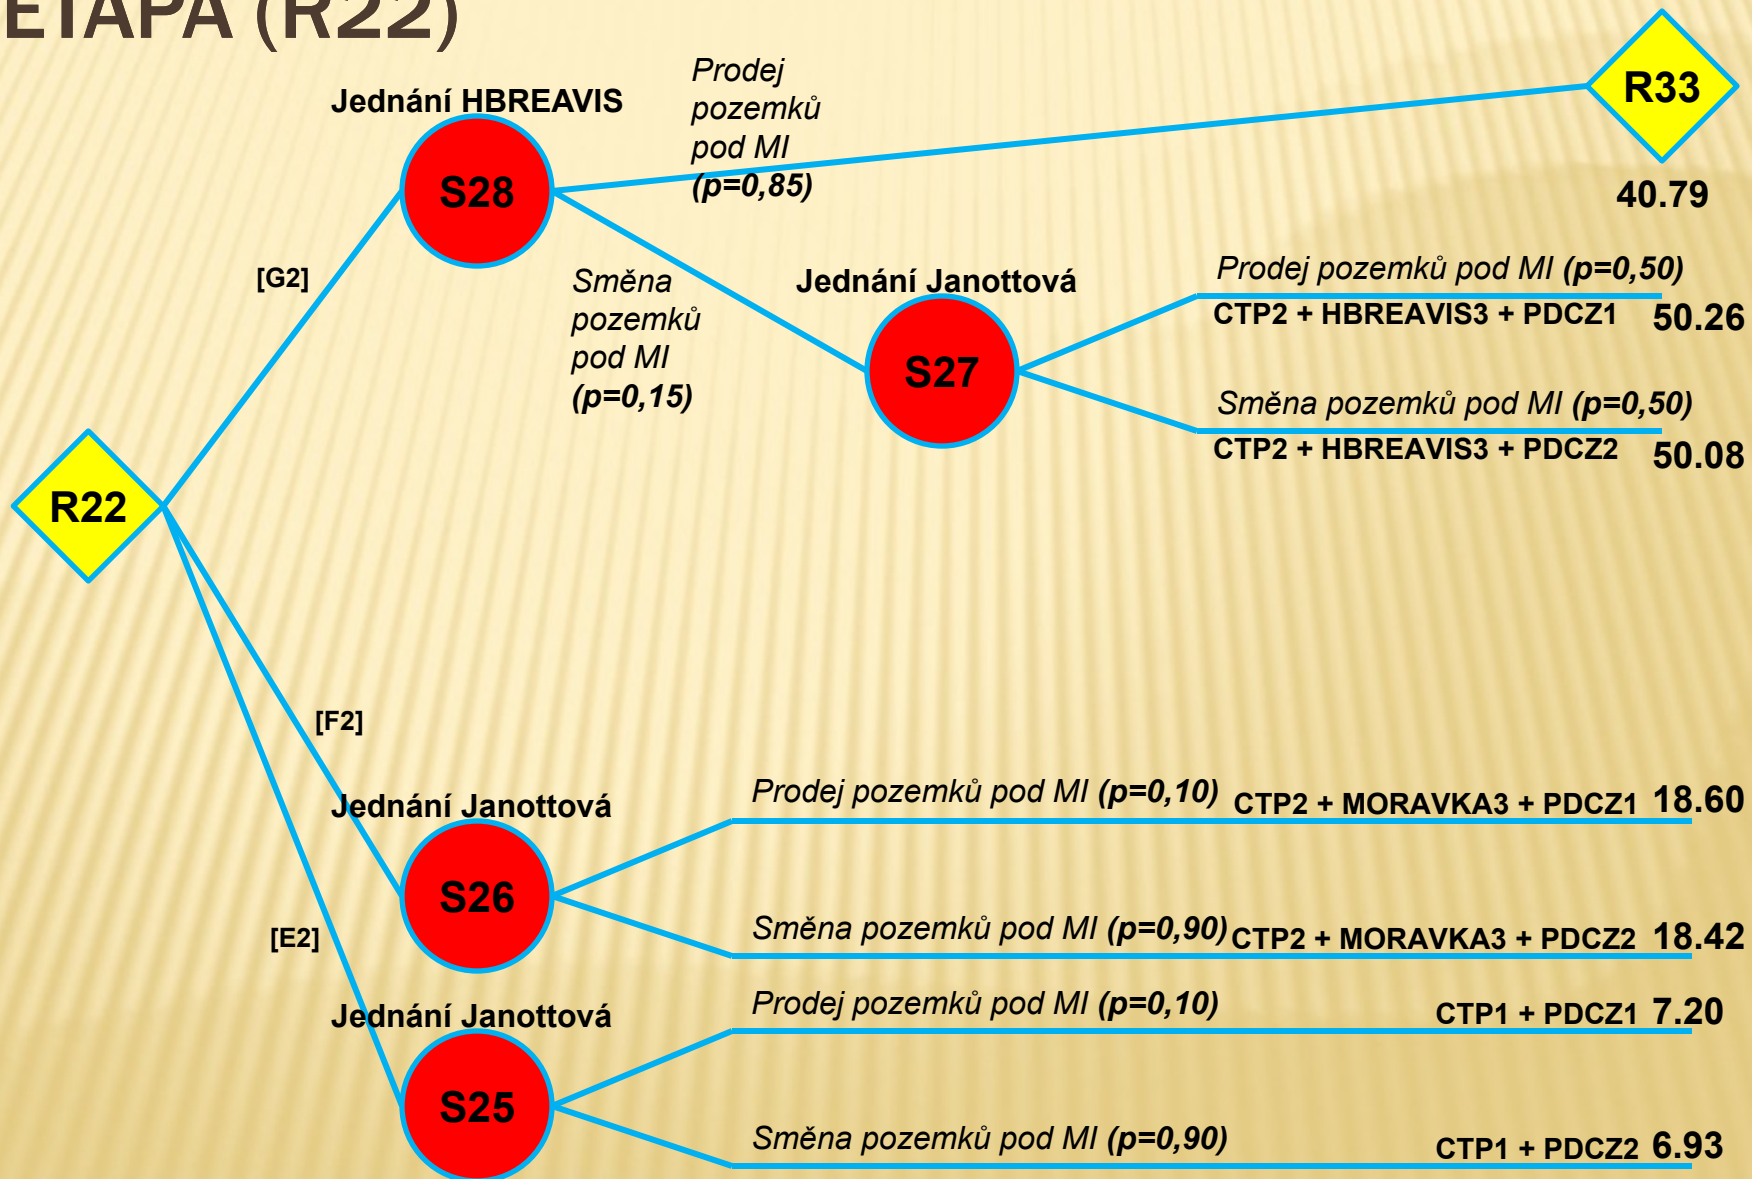 ETAPA (R22)
Jednání HBREAVIS
Prodej
pozemků
pod MI
(p=0,85)
R33
40.79
S28
[G2]
Směna
pozemků
pod MI
(p=0,15)
Jednání Janottová
S27
Prodej pozemků pod MI (p=0,50)
CTP2 + HBREAVIS3 + PDCZ1 50.26
Směna pozemků pod MI (p=0,50)
CTP2 + HBREAVIS3 + PDCZ2 50.08
R22
[F2]
Jednání Janottová
S26
Prodej pozemků pod MI (p=0,10) CTP2 + MORAVKA3 + PDCZ1 18.60
Směna pozemků pod MI (p=0,90) CTP2 + MORAVKA3 + PDCZ2 18.42
[E2]
Jednání Janottová
S25
Prodej pozemků pod MI (p=0,10) CTP1 + PDCZ1 7.20
Směna pozemků pod MI (p=0,90) CTP1 + PDCZ2 6.93